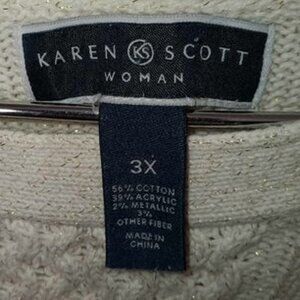 KAREN KS SCOTT
WOMAN
3X
56% COTTON
39% ACRYLIC
2% METALLIC
3%
OTHER FIBER
MADE IN
CHINA